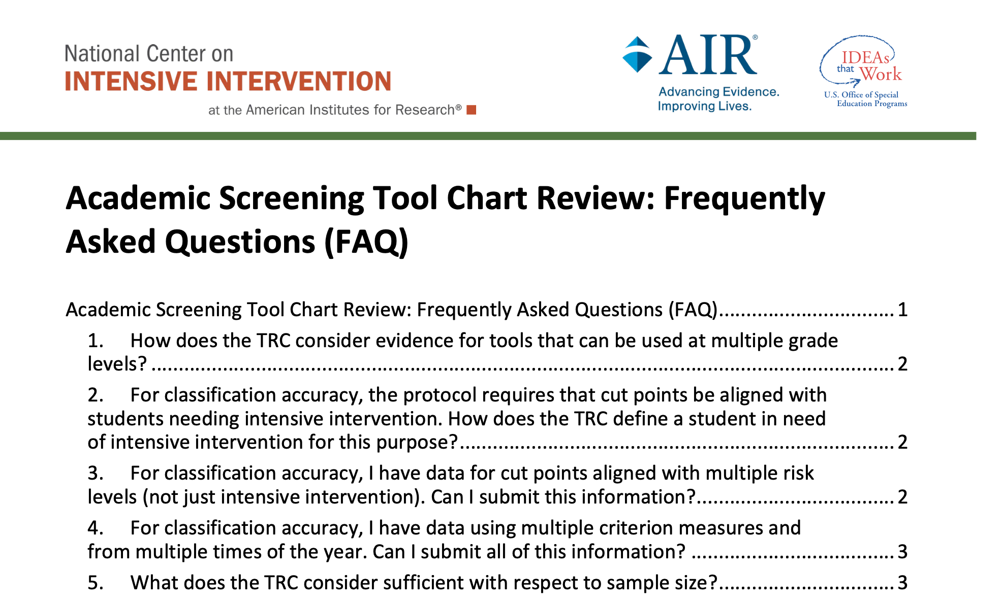 National Center on
INTENSIVE INTERVENTION
at the American Institutes for Research®
AIR®
Advancing Evidence.
Improving Lives.
IDEAs
that Work
U.S. Office of Special
Education Programs
Academic Screening Tool Chart Review: Frequently
Asked Questions (FAQ)
Academic Screening Tool Chart Review: Frequently Asked Questions (FAQ)................................ 1
1. How does the TRC consider evidence for tools that can be used at multiple grade
levels? ........................................................................................................................................ 2
2. For classification accuracy, the protocol requires that cut points be aligned with
students needing intensive intervention. How does the TRC define a student in need
of intensive intervention for this purpose?................................................................................ 2
3. For classification accuracy, I have data for cut points aligned with multiple risk
levels (not just intensive intervention). Can I submit this information?.................................... 2
4. For classification accuracy, I have data using multiple criterion measures and
from multiple times of the year. Can I submit all of this information? ..................................... 3
5. What does the TRC consider sufficient with respect to sample size?................................ 3